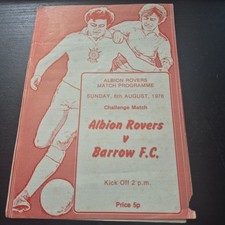 ALBION ROVERS
MATCH PROGRAMME
SUNDAY, 6th AUGUST, 1978
Challenge Match
Albion Rovers
v
Barrow F.C.
Kick Off 2 p.m.
Price 5p